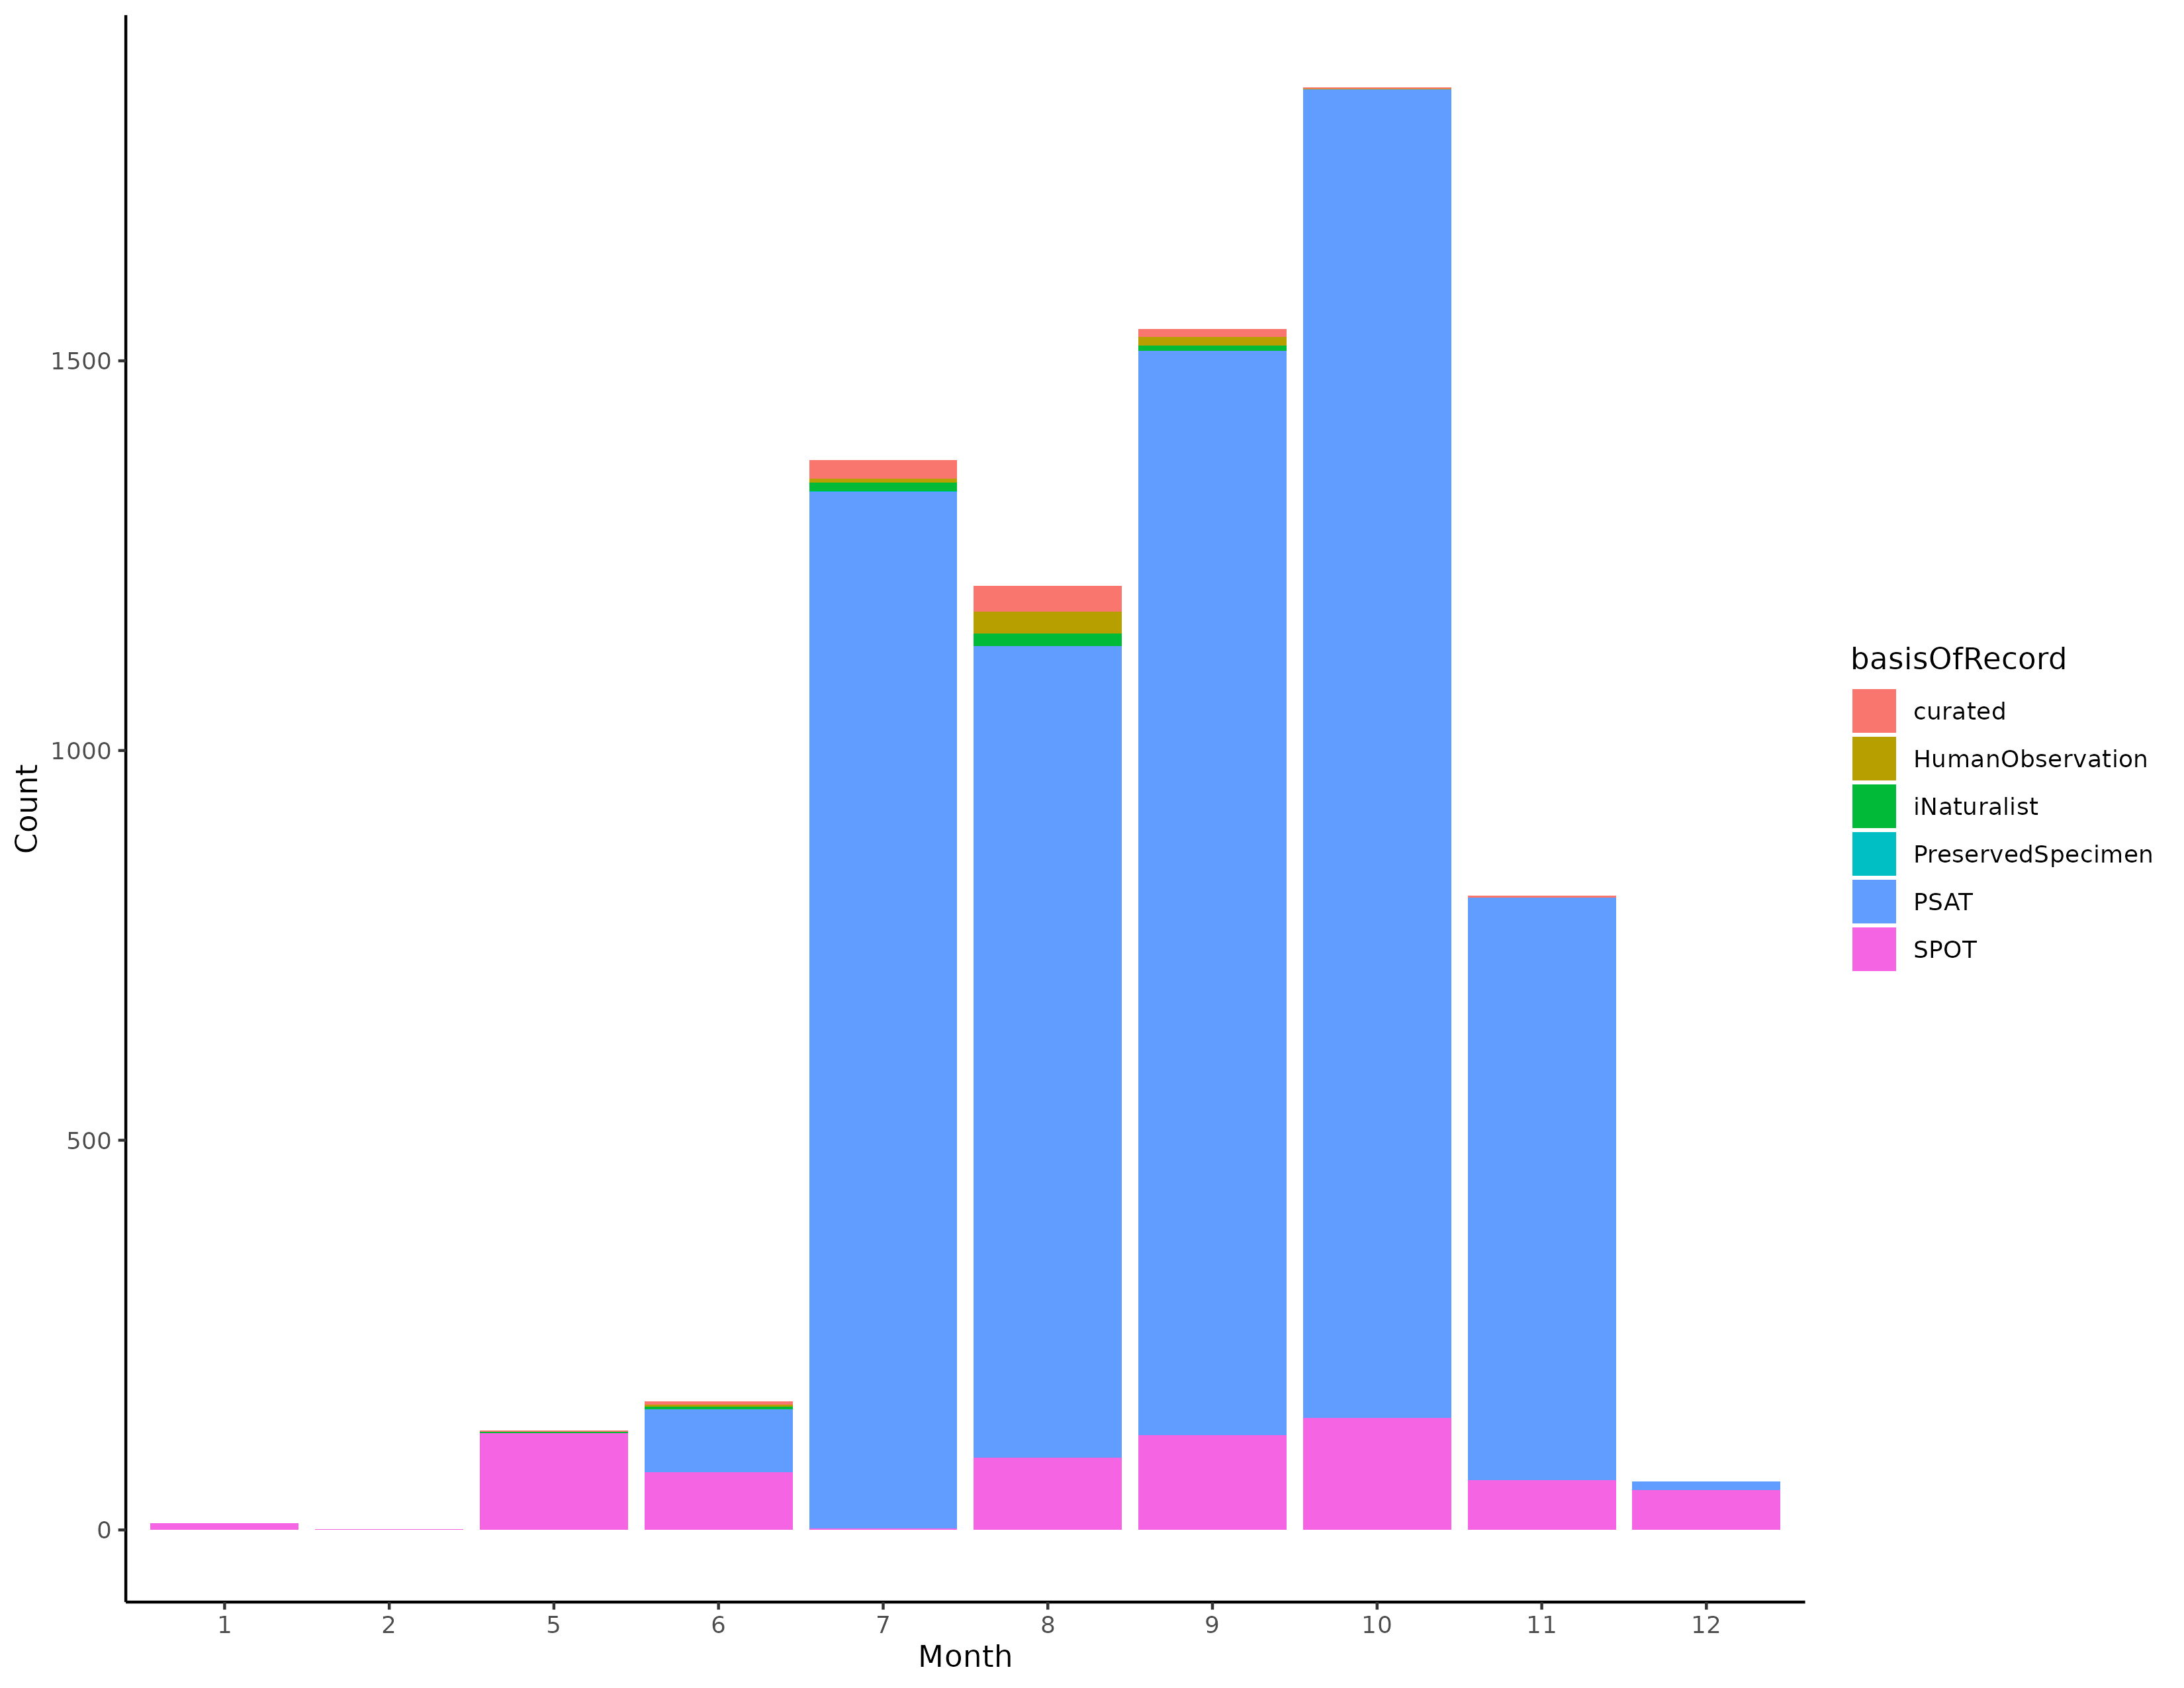 Count
1500
1000
500
0
1 2 5 6 7 8 9 10 11 12
Month
basisOfRecord
curated
HumanObservation
iNaturalist
PreservedSpecimen
PSAT
SPOT